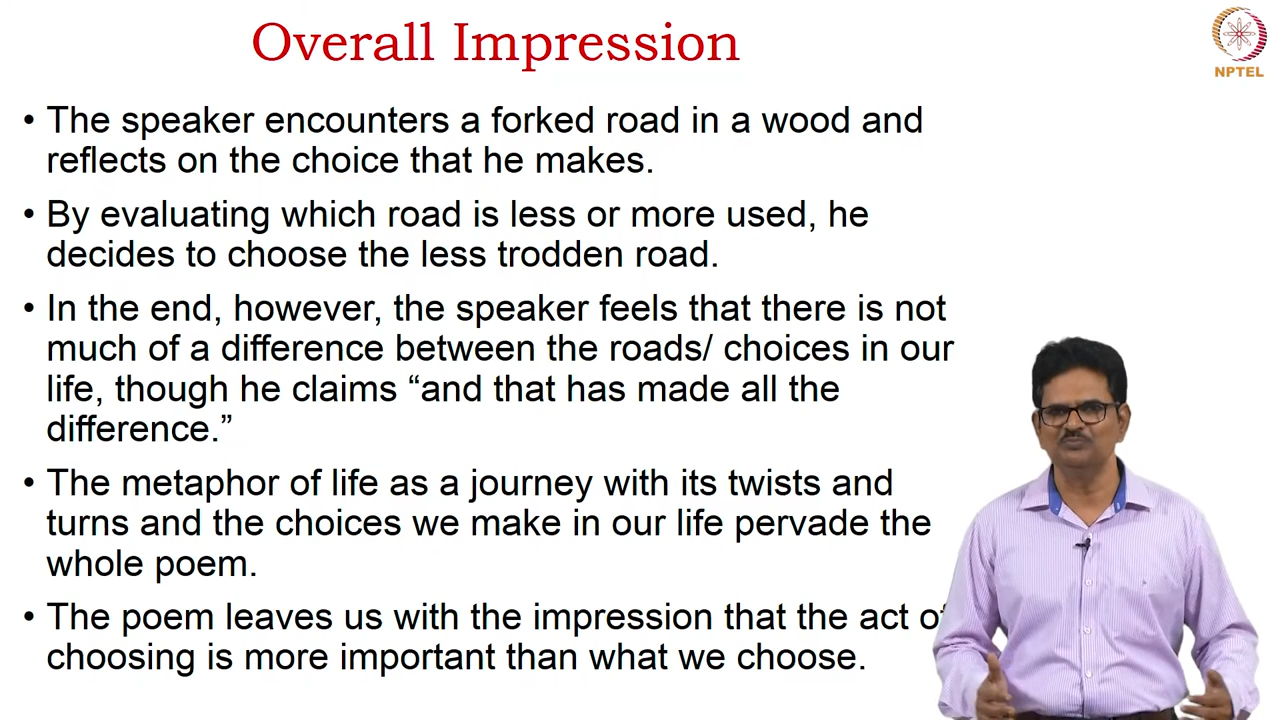 Overall Impression
NPTEL
• The speaker encounters a forked road in a wood and
reflects on the choice that he makes.
• By evaluating which road is less or more used, he
decides to choose the less trodden road.
• In the end, however, the speaker feels that there is not
much of a difference between the roads/ choices in our
life, though he claims “and that has made all the
difference.”
• The metaphor of life as a journey with its twists and
turns and the choices we make in our life pervade the
whole poem.
• The poem leaves us with the impression that the act of
choosing is more important than what we choose.